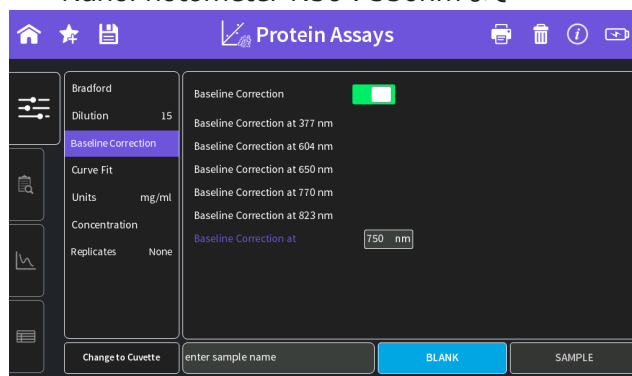 Protein Assays
Bradford
Dilution 15
Baseline Correction
Curve Fit
Units mg/ml
Concentration
Replicates None
Baseline Correction
Baseline Correction at 377 nm
Baseline Correction at 604 nm
Baseline Correction at 650 nm
Baseline Correction at 770 nm
Baseline Correction at 823 nm
Baseline Correction at 750 nm
Change to Cuvette
enter sample name
BLANK
SAMPLE